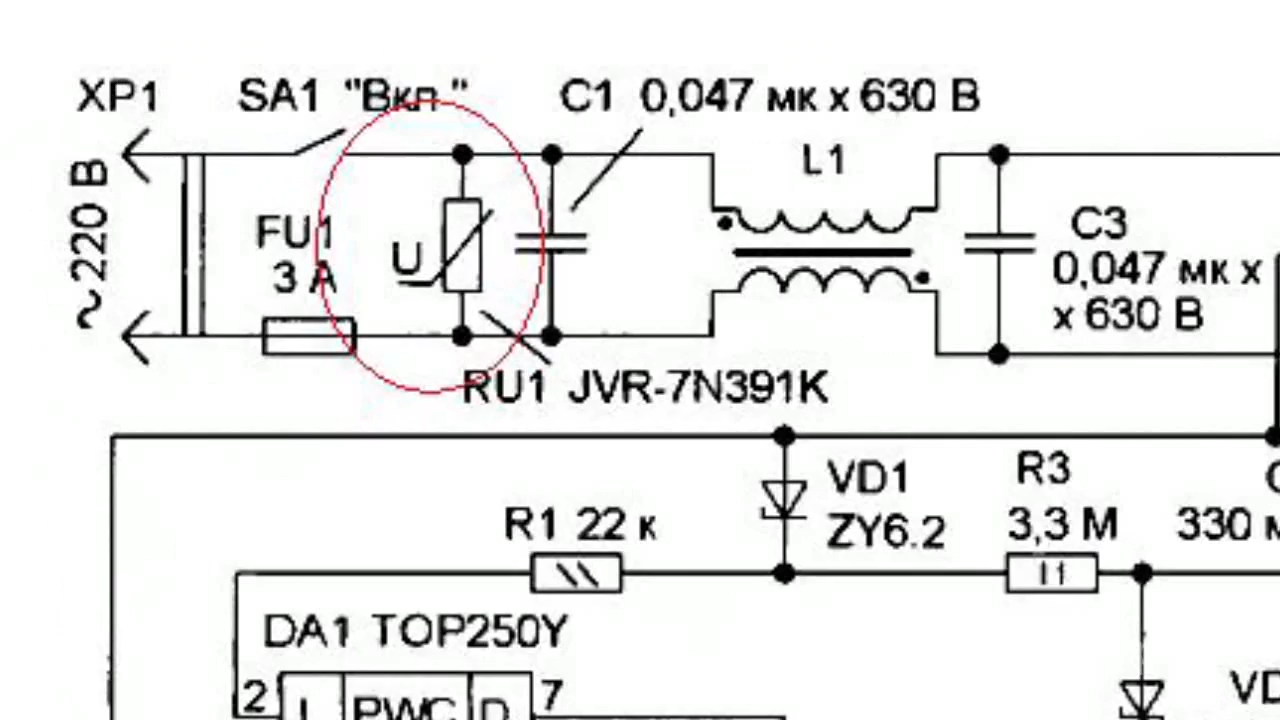 XP1 SA1 "Вкл." C1 0,047 мк х 630 В
L1
~220 В
FU1
3 А
U
C3
0,047 мк х
х 630 В
RU1 JVR-7N391K
VD1
ZY6.2
R3
3,3 М
R1 22 к
330
DA1 TOP250Y
2
7
PWC
D
VD